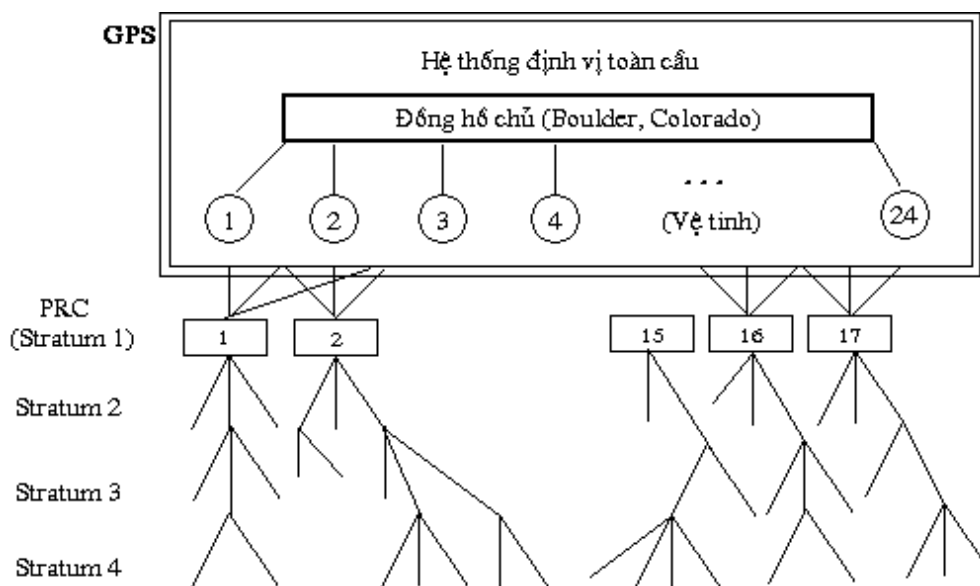 GPS
Hệ thống định vị toàn cầu
Đồng hồ chủ (Boulder, Colorado)
. . .
1 2 3 4 (Vệ tinh) 24
PRC
(Stratum 1)
1 2 15 16 17
Stratum 2
Stratum 3
Stratum 4